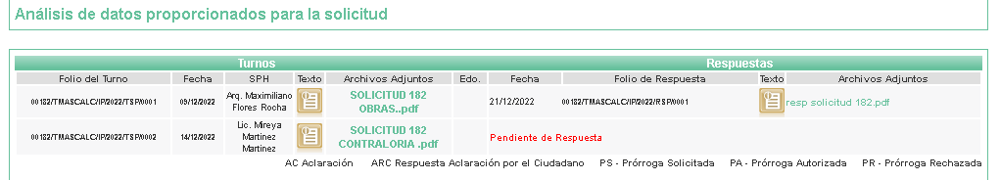 Análisis de datos proporcionados para la solicitud
Turnos Respuestas
Folio del Turno Fecha SPH Texto Archivos Adjuntos Edo. Fecha Folio de Respuesta Texto Archivos Adjuntos
00182/TMASCALC/IP/2022/TSP/0001 09/12/2022 Arq. Maximiliano Flores Rocha SOLICITUD 182 OBRAS..pdf 21/12/2022 00182/TMASCALC/IP/2022/RSP/0001 resp solicitud 182.pdf
00182/TMASCALC/IP/2022/TSP/0002 14/12/2022 Lic. Mireya Martinez Martinez SOLICITUD 182 CONTRALORIA .pdf Pendiente de Respuesta
AC Aclaración ARC Respuesta Aclaración por el Ciudadano PS - Prórroga Solicitada PA - Prórroga Autorizada PR - Prórroga Rechazada